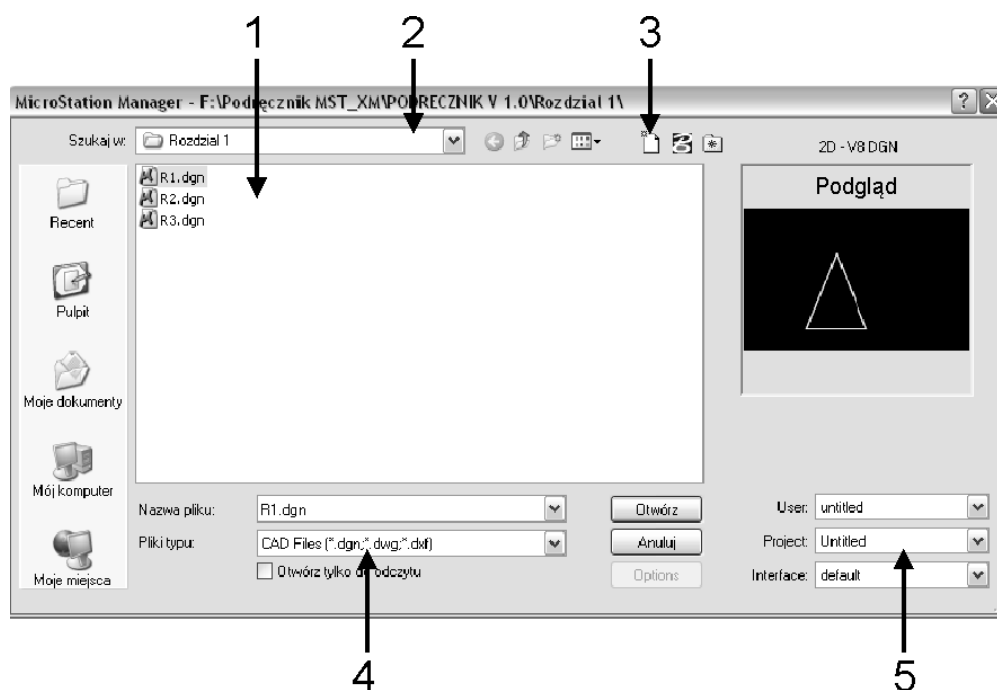 1 2 3
MicroStation Manager - F:\Podręcznik MST_XM\PODRECZNIK V 1.0\Rozdział 1\
Szukaj w: Rozdział 1
2D - V8 DGN
R1.dgn
R2.dgn
R3.dgn
Podgląd
Recent
Pulpit
Moje dokumenty
Mój komputer
Moje miejsca
Nazwa pliku: R1.dgn Otwórz User: untitled
Pliki typu: CAD Files (*.dgn;*.dwg;*.dxf) Anuluj Project: Untitled
Otwórz tylko do odczytu Options Interface: default
4 5